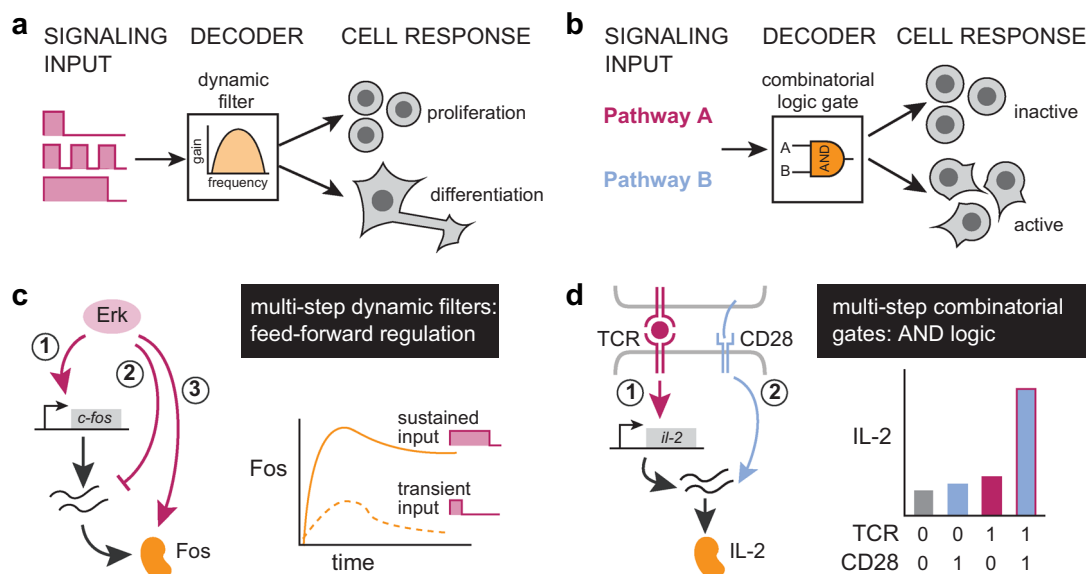 a
SIGNALING
INPUT
DECODER
CELL RESPONSE
dynamic
filter
gain
frequency
proliferation
differentiation
b
SIGNALING
INPUT
DECODER
CELL RESPONSE
Pathway A
Pathway B
combinatorial
logic gate
A
B
AND
inactive
active
c
Erk
1
2
3
c-fos
Fos
multi-step dynamic filters:
feed-forward regulation
Fos
sustained
input
transient
input
time
d
TCR
CD28
1
2
il-2
IL-2
multi-step combinatorial
gates: AND logic
IL-2
TCR 0 0 1 1
CD28 0 1 0 1